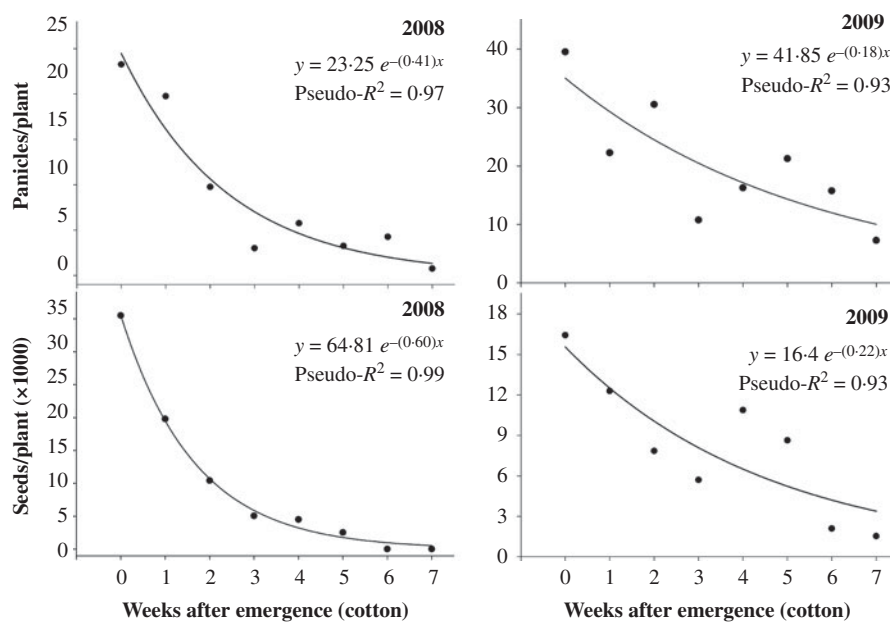 2008
y = 23·25 e^–(0·41)x
Pseudo-R² = 0·97
Panicles/plant
25
20
15
10
5
0
2009
y = 41·85 e^–(0·18)x
Pseudo-R² = 0·93
40
30
20
10
0
2008
y = 64·81 e^–(0·60)x
Pseudo-R² = 0·99
Seeds/plant (×1000)
35
30
25
20
15
10
5
0
0 1 2 3 4 5 6 7
Weeks after emergence (cotton)
2009
y = 16·4 e^–(0·22)x
Pseudo-R² = 0·93
18
15
12
9
6
3
0
0 1 2 3 4 5 6 7
Weeks after emergence (cotton)